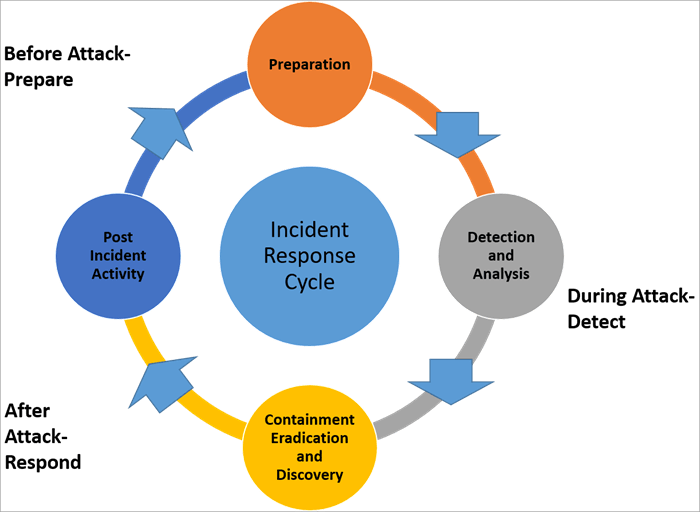 Before Attack-
Prepare
Preparation
Incident
Response
Cycle
Post
Incident
Activity
Detection
and
Analysis
During Attack-
Detect
After
Attack-
Respond
Containment
Eradication
and
Discovery